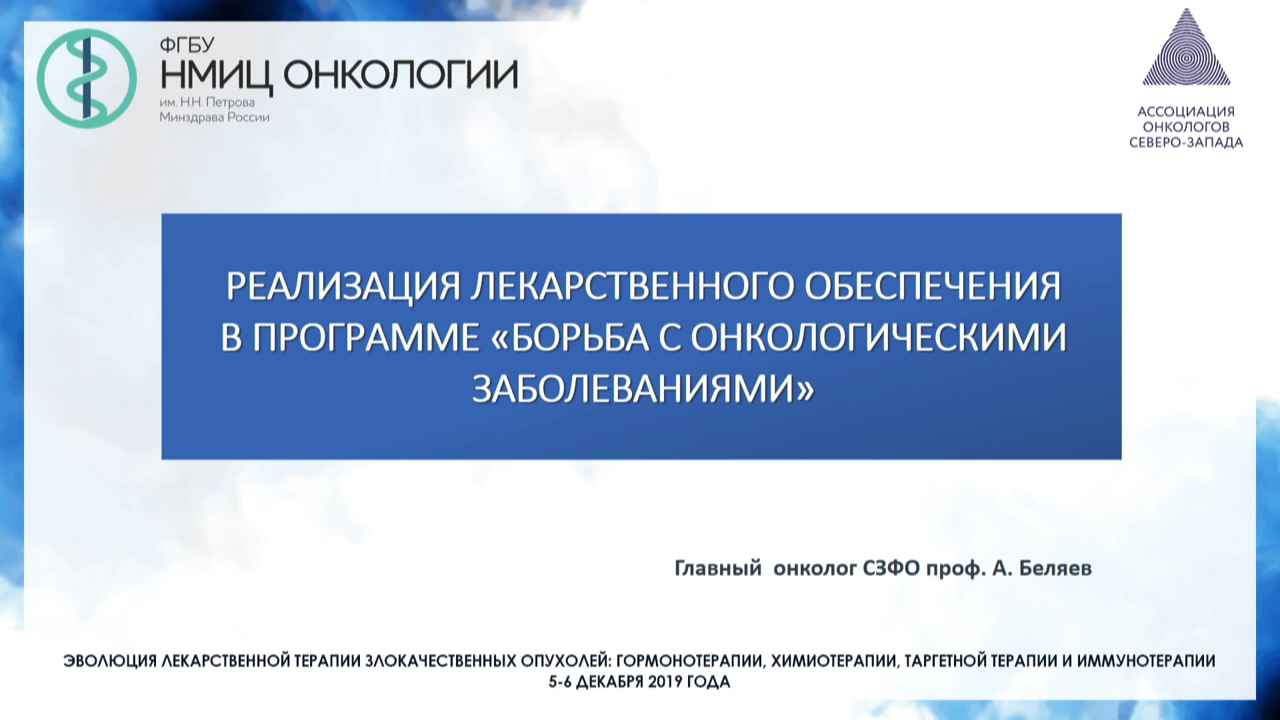 ФГБУ
НМИЦ ОНКОЛОГИИ
им. Н.Н. Петрова
Минздрава России
АССОЦИАЦИЯ
ОНКОЛОГОВ
СЕВЕРО-ЗАПАДА
РЕАЛИЗАЦИЯ ЛЕКАРСТВЕННОГО ОБЕСПЕЧЕНИЯ
В ПРОГРАММЕ «БОРЬБА С ОНКОЛОГИЧЕСКИМИ
ЗАБОЛЕВАНИЯМИ»
Главный онколог СЗФО проф. А. Беляев
ЭВОЛЮЦИЯ ЛЕКАРСТВЕННОЙ ТЕРАПИИ ЗЛОКАЧЕСТВЕННЫХ ОПУХОЛЕЙ: ГОРМОНОТЕРАПИИ, ХИМИОТЕРАПИИ, ТАРГЕТНОЙ ТЕРАПИИ И ИММУНОТЕРАПИИ
5-6 ДЕКАБРЯ 2019 ГОДА